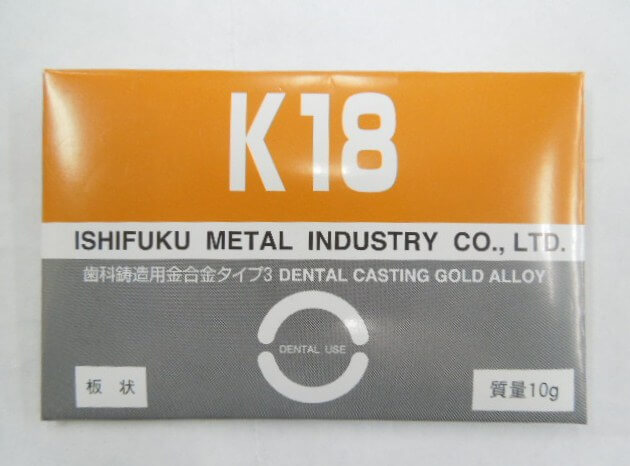 K18
ISHIFUKU METAL INDUSTRY CO., LTD.
歯科鋳造用金合金タイプ3 DENTAL CASTING GOLD ALLOY
DENTAL USE
板 状
質量10g